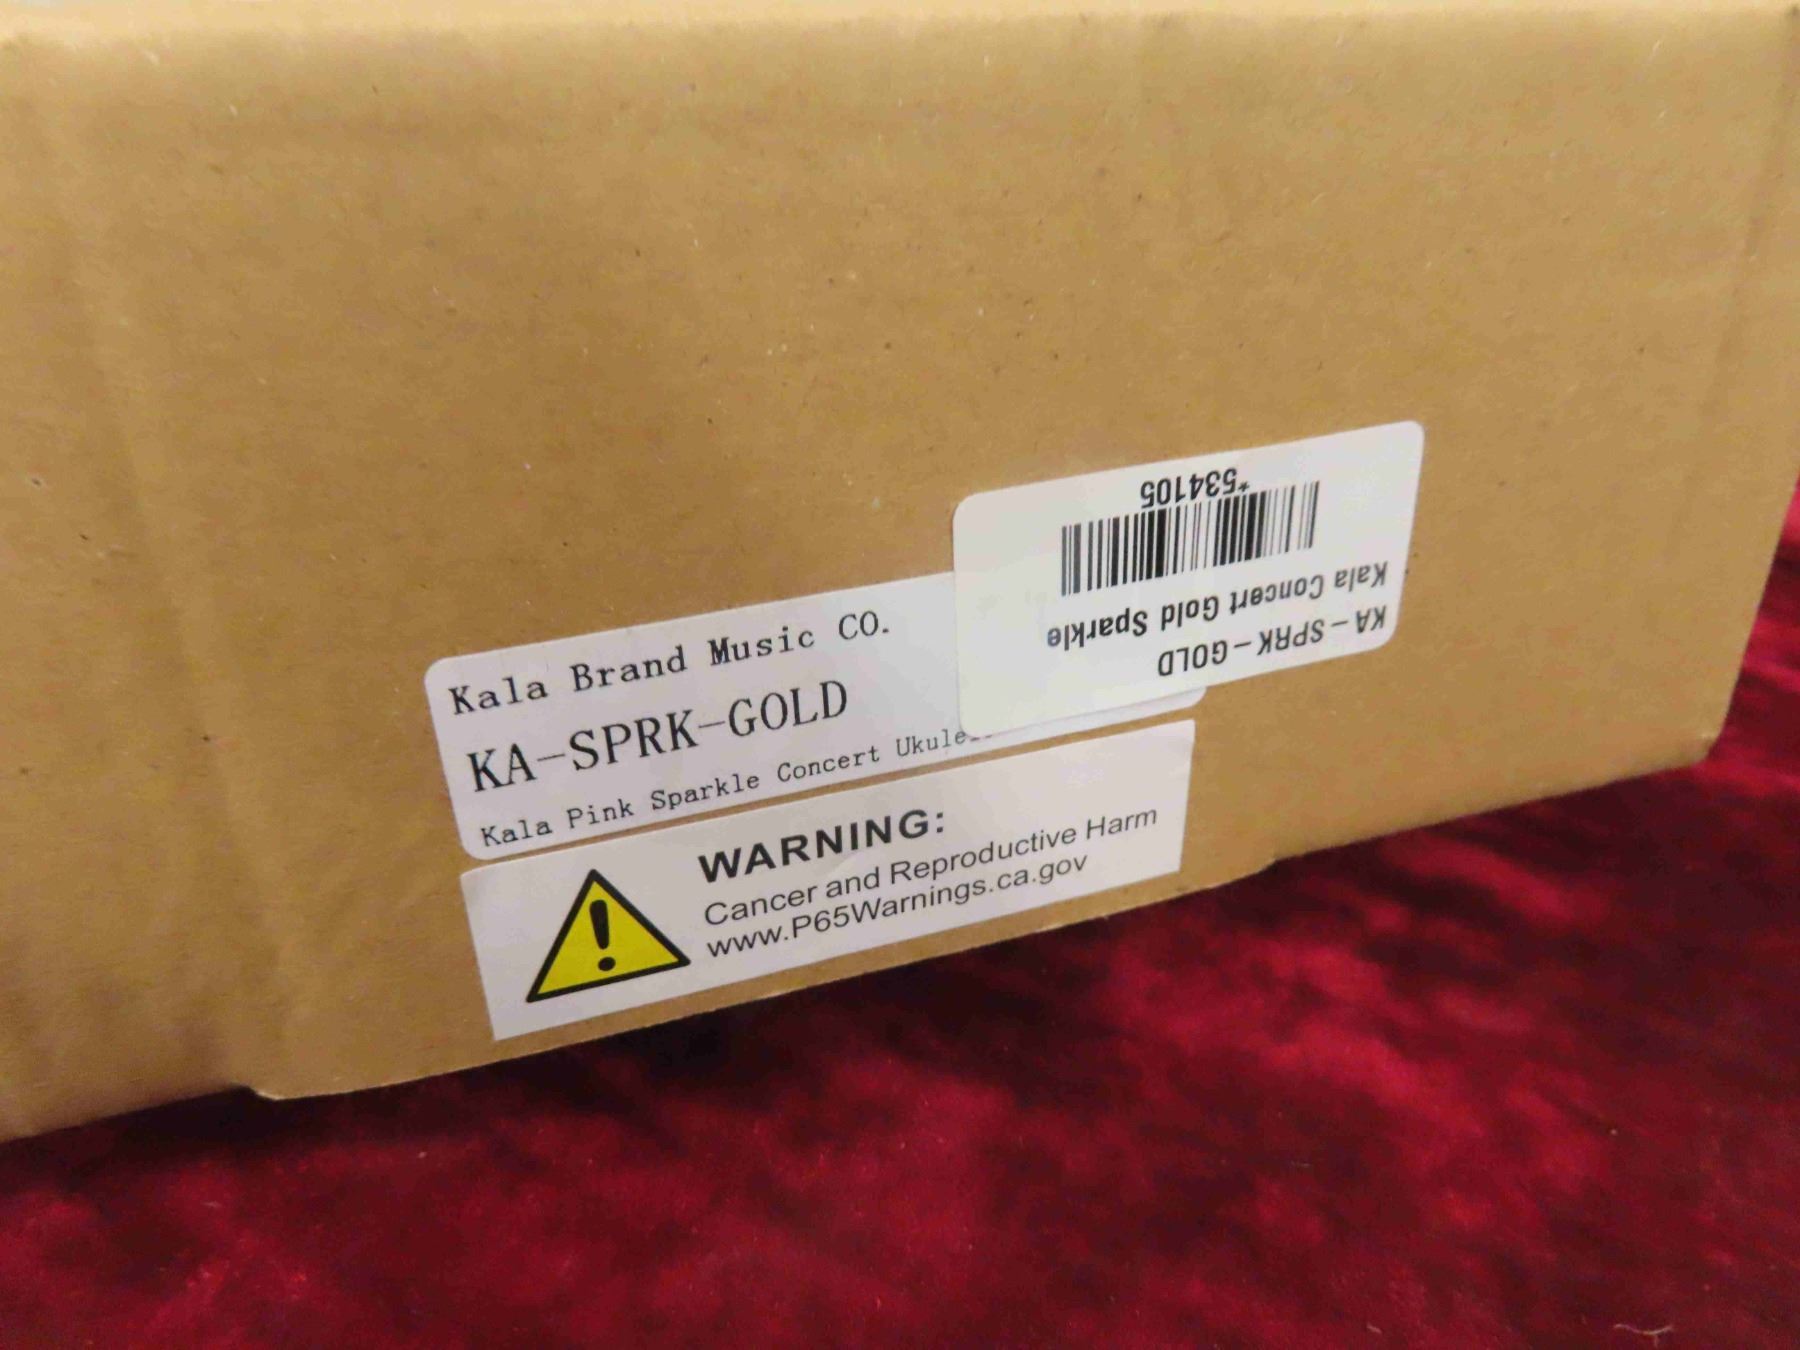 Kala Brand Music CO.
KA-SPRK-GOLD
Kala Pink Sparkle Concert
WARNING:
Cancer and Reproductive Harm
www.P65Warnings.ca.gov
KA-SPRK-GOLD
Kala Concert Gold Sparkle
*534105